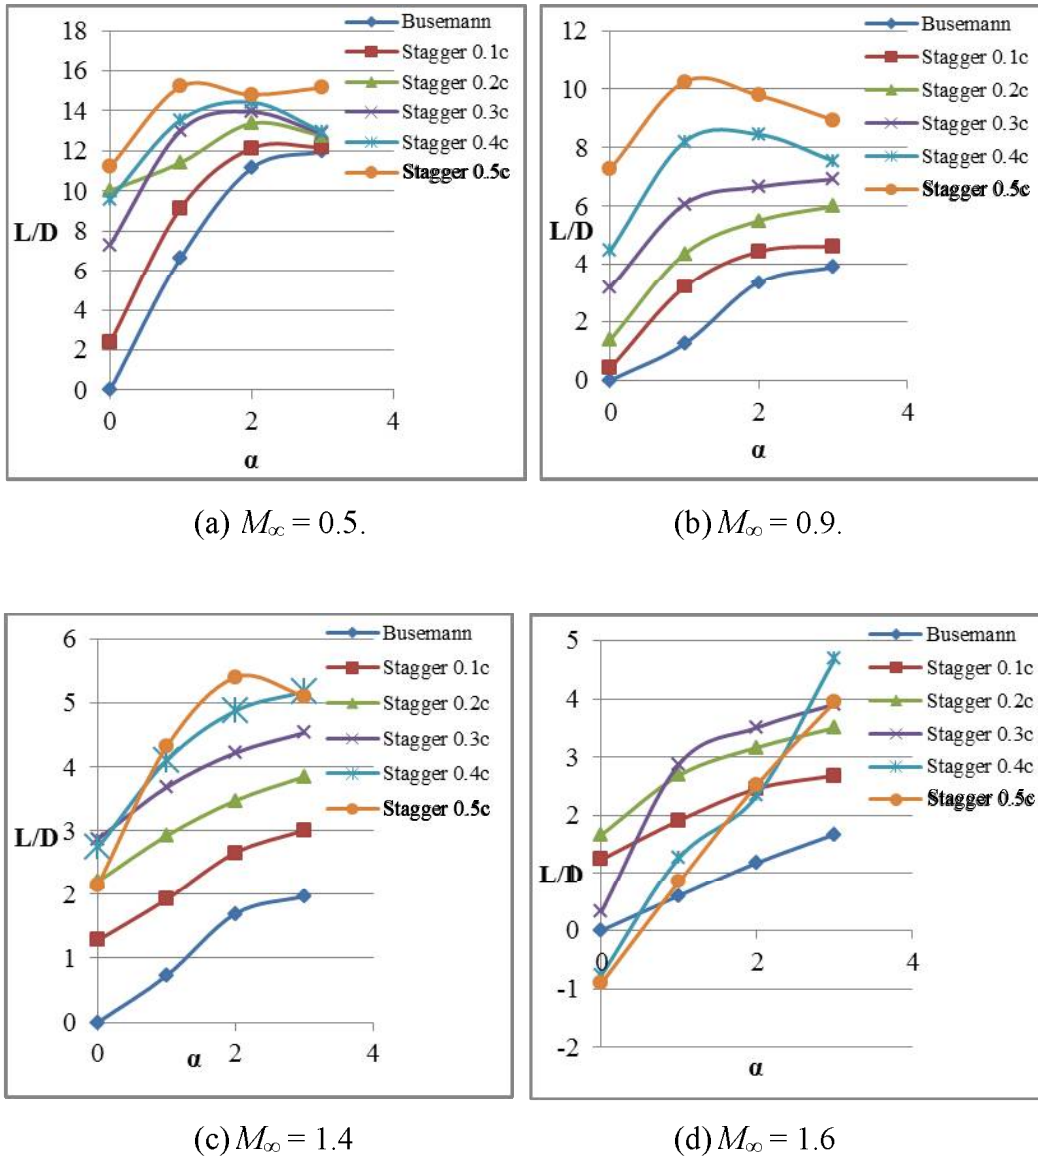 18
16
14
12
10
8
6
4
2
0
L/D
0 2 4
α
Busemann
Stagger 0.1c
Stagger 0.2c
Stagger 0.3c
Stagger 0.4c
Stagger 0.5c
(a) M∞ = 0.5.
12
10
8
6
4
2
0
L/D
0 2 4
α
Busemann
Stagger 0.1c
Stagger 0.2c
Stagger 0.3c
Stagger 0.4c
Stagger 0.5c
(b) M∞ = 0.9.
6
5
4
3
2
1
0
L/D
0 2 4
α
Busemann
Stagger 0.1c
Stagger 0.2c
Stagger 0.3c
Stagger 0.4c
Stagger 0.5c
(c) M∞ = 1.4
5
4
3
2
1
0
-1
-2
L/D
0 2 4
α
Busemann
Stagger 0.1c
Stagger 0.2c
Stagger 0.3c
Stagger 0.4c
Stagger 0.5c
(d) M∞ = 1.6